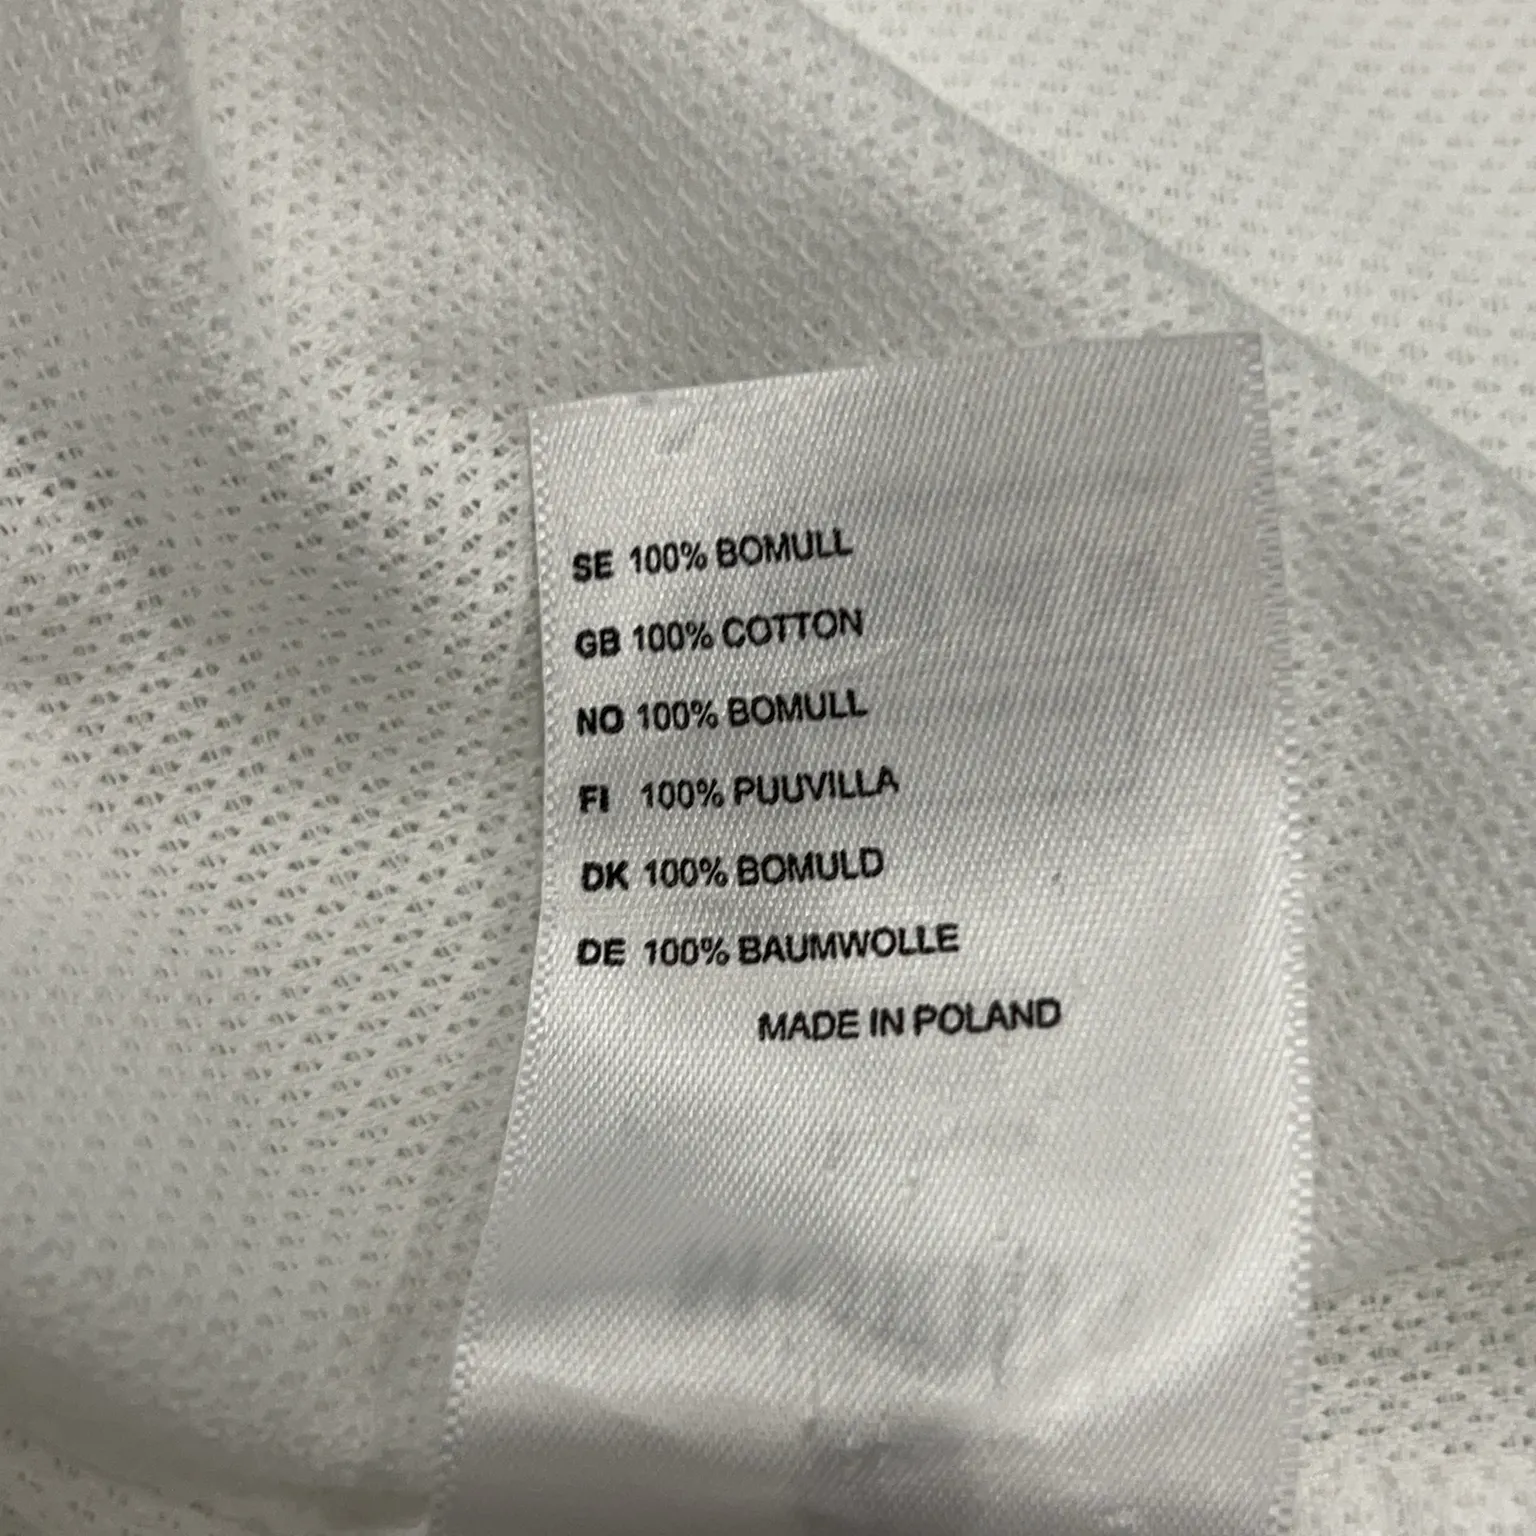 SE 100% BOMULL
GB 100% COTTON
NO 100% BOMULL
FI 100% PUUVILLA
DK 100% BOMULD
DE 100% BAUMWOLLE
MADE IN POLAND